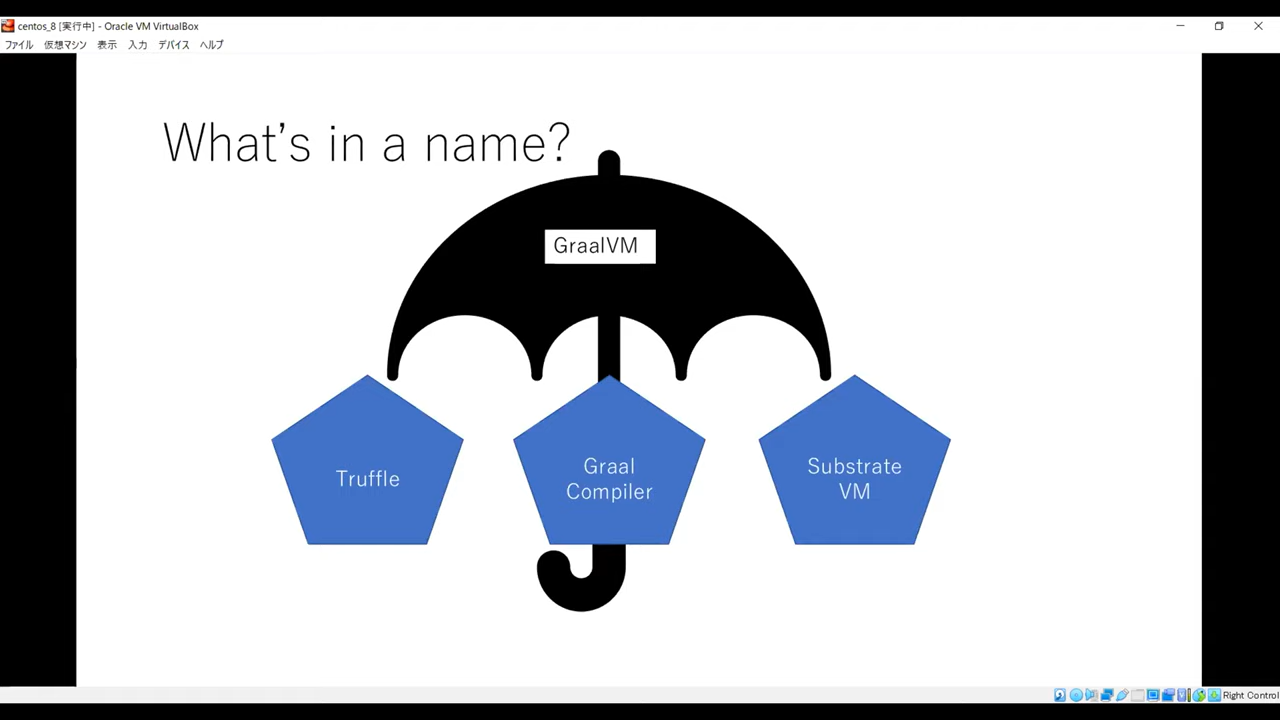 centos_8 [実行中] - Oracle VM VirtualBox
ファイル 仮想マシン 表示 入力 デバイス ヘルプ
What's in a name?
GraalVM
Truffle
Graal
Compiler
Substrate
VM
Right Control